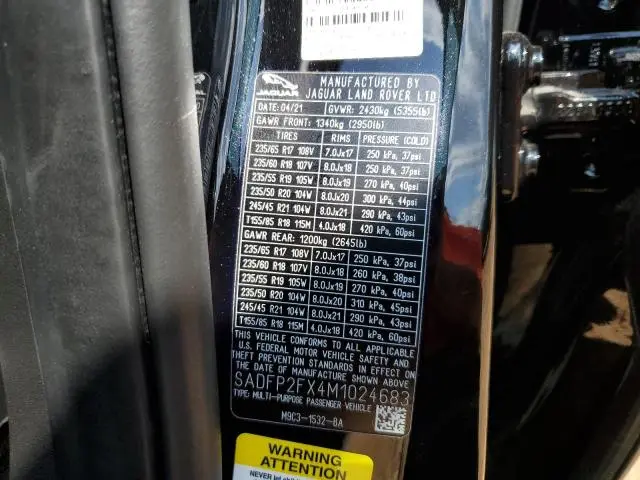 JAGUAR
MANUFACTURED BY
JAGUAR LAND ROVER LTD
DATE: 04/21 GVWR: 2430kg (5355lb)
GAWR FRONT: 1340kg (2950lb)
TIRES RIMS PRESSURE (COLD)
235/65 R17 108V 7.0Jx17 250 kPa, 37psi
235/60 R18 107V 8.0Jx18 250 kPa, 37psi
235/55 R19 105W 8.0Jx19 270 kPa, 40psi
235/50 R20 104W 8.0Jx20 300 kPa, 44psi
245/45 R21 104W 8.0Jx21 290 kPa, 43psi
T155/85 R18 115M 4.0Jx18 420 kPa, 60psi
GAWR REAR: 1200kg (2645lb)
235/65 R17 108V 7.0Jx17 250 kPa, 37psi
235/60 R18 107V 8.0Jx18 260 kPa, 38psi
235/55 R19 105W 8.0Jx19 270 kPa, 40psi
235/50 R20 104W 8.0Jx20 310 kPa, 45psi
245/45 R21 104W 8.0Jx21 290 kPa, 43psi
T155/85 R18 115M 4.0Jx18 420 kPa, 60psi
THIS VEHICLE CONFORMS TO ALL APPLICABLE
U.S. FEDERAL MOTOR VEHICLE SAFETY AND
THEFT PREVENTION STANDARDS IN EFFECT ON
THE DATE OF MANUFACTURE SHOWN ABOVE
SADFP2FX4M1024683
TYPE: MULTI-PURPOSE PASSENGER VEHICLE
M9C3-1532-BA
WARNING
ATTENTION
NEVER let children